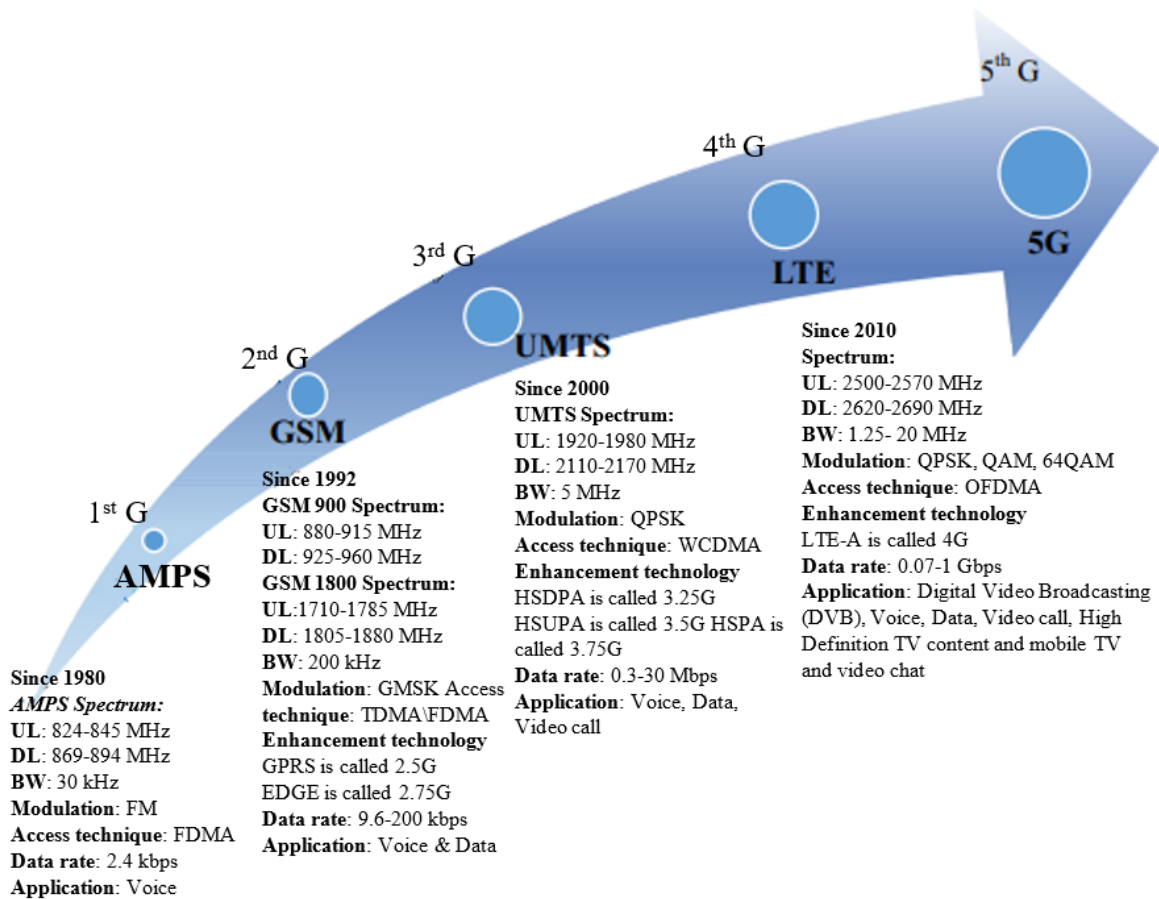 1st G
AMPS
Since 1980
AMPS Spectrum:
UL: 824-845 MHz
DL: 869-894 MHz
BW: 30 kHz
Modulation: FM
Access technique: FDMA
Data rate: 2.4 kbps
Application: Voice
2nd G
GSM
Since 1992
GSM 900 Spectrum:
UL: 880-915 MHz
DL: 925-960 MHz
GSM 1800 Spectrum:
UL:1710-1785 MHz
DL: 1805-1880 MHz
BW: 200 kHz
Modulation: GMSK Access
technique: TDMA\FDMA
Enhancement technology
GPRS is called 2.5G
EDGE is called 2.75G
Data rate: 9.6-200 kbps
Application: Voice & Data
3rd G
UMTS
Since 2000
UMTS Spectrum:
UL: 1920-1980 MHz
DL: 2110-2170 MHz
BW: 5 MHz
Modulation: QPSK
Access technique: WCDMA
Enhancement technology
HSDPA is called 3.25G
HSUPA is called 3.5G HSPA is
called 3.75G
Data rate: 0.3-30 Mbps
Application: Voice, Data,
Video call
4th G
LTE
Since 2010
Spectrum:
UL: 2500-2570 MHz
DL: 2620-2690 MHz
BW: 1.25- 20 MHz
Modulation: QPSK, QAM, 64QAM
Access technique: OFDMA
Enhancement technology
LTE-A is called 4G
Data rate: 0.07-1 Gbps
Application: Digital Video Broadcasting
(DVB), Voice, Data, Video call, High
Definition TV content and mobile TV
and video chat
5th G
5G